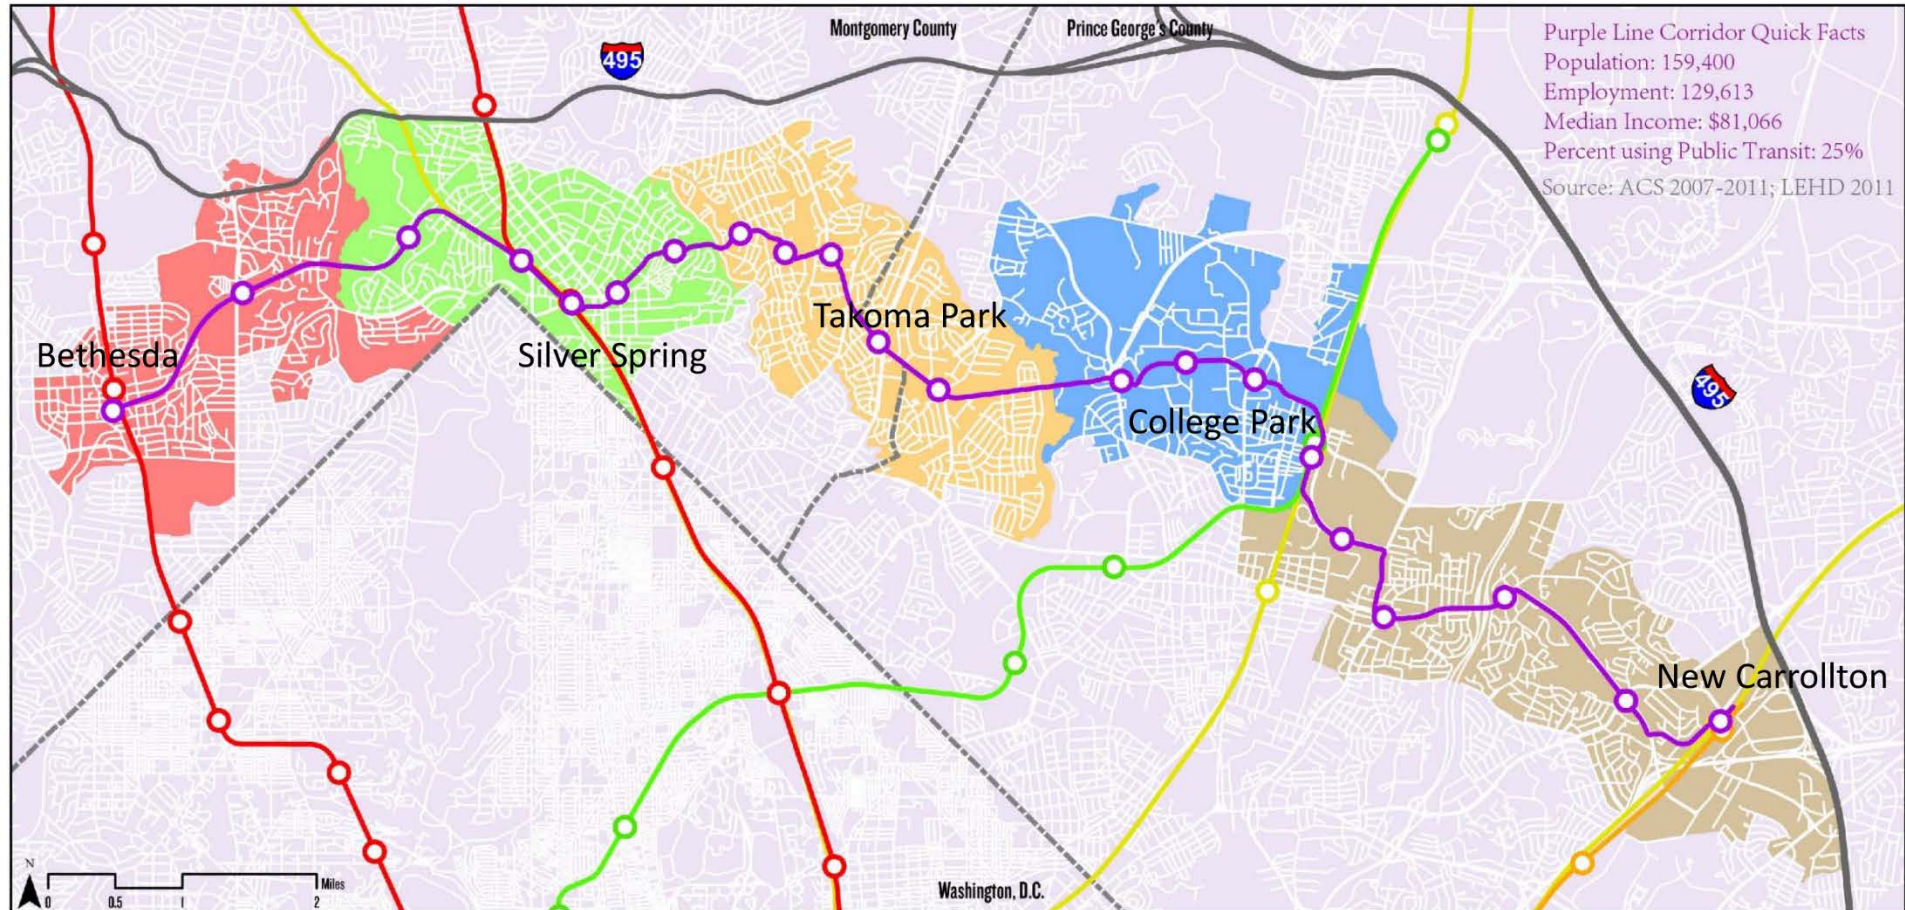 Montgomery County
Prince George's County
495
Purple Line Corridor Quick Facts
Population: 159,400
Employment: 129,613
Median Income: $81,066
Percent using Public Transit: 25%
Source: ACS 2007-2011; LEHD 2011
Takoma Park
Bethesda
Silver Spring
495
College Park
New Carrollton
N
Miles
0 0.5 1 2
Washington, D.C.